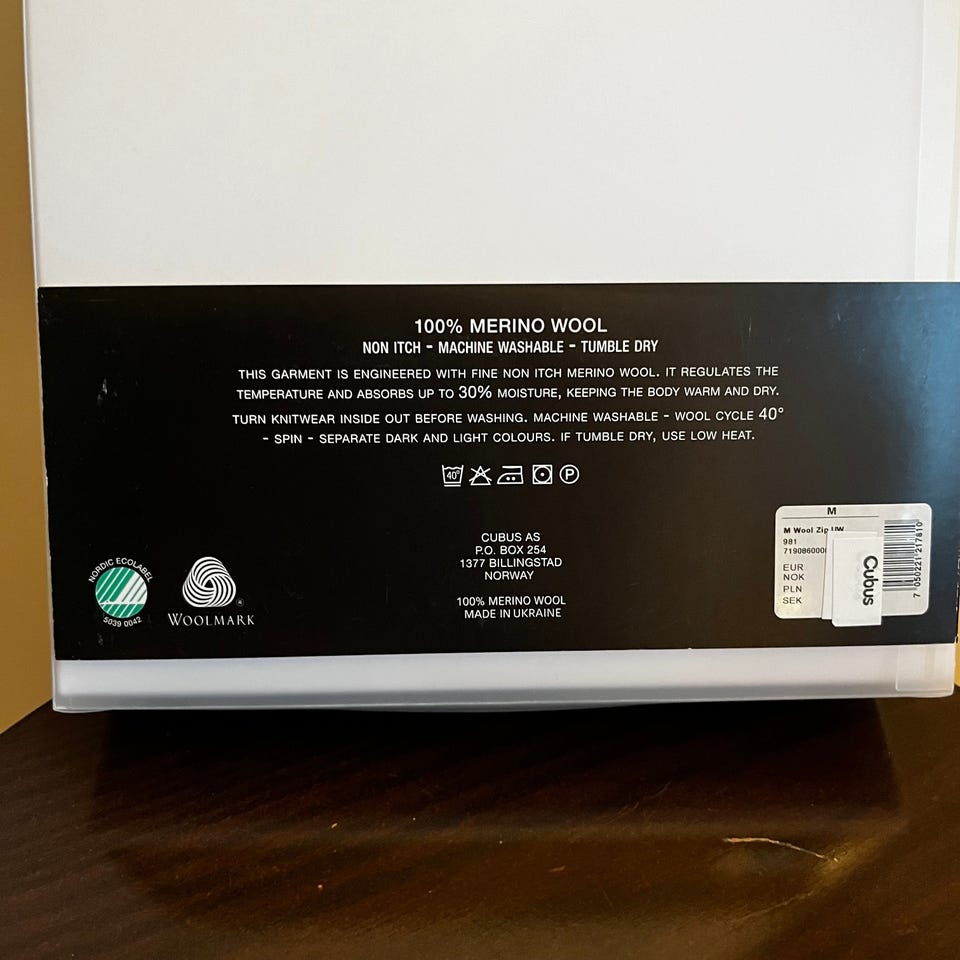 100% MERINO WOOL
NON ITCH - MACHINE WASHABLE - TUMBLE DRY
THIS GARMENT IS ENGINEERED WITH FINE NON ITCH MERINO WOOL. IT REGULATES THE
TEMPERATURE AND ABSORBS UP TO 30% MOISTURE, KEEPING THE BODY WARM AND DRY.
TURN KNITWEAR INSIDE OUT BEFORE WASHING. MACHINE WASHABLE - WOOL CYCLE 40°
- SPIN - SEPARATE DARK AND LIGHT COLOURS. IF TUMBLE DRY, USE LOW HEAT.
40° P
CUBUS AS
P.O. BOX 254
1377 BILLINGSTAD
NORWAY
100% MERINO WOOL
MADE IN UKRAINE
NORDIC ECOLABEL
5039 0042
WOOLMARK
M
M Wool Zip UW
981
EUR
NOK
PLN
SEK
Cubus
7 050221 217810